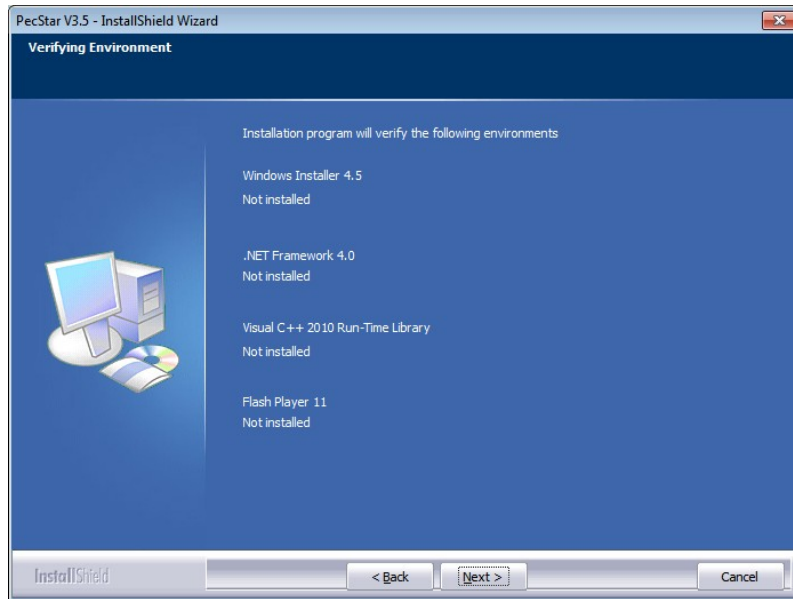 PecStar V3.5 - InstallShield Wizard
Verifying Environment
Installation program will verify the following environments
Windows Installer 4.5
Not installed
.NET Framework 4.0
Not installed
Visual C++ 2010 Run-Time Library
Not installed
Flash Player 11
Not installed
InstallShield
< Back
Next >
Cancel